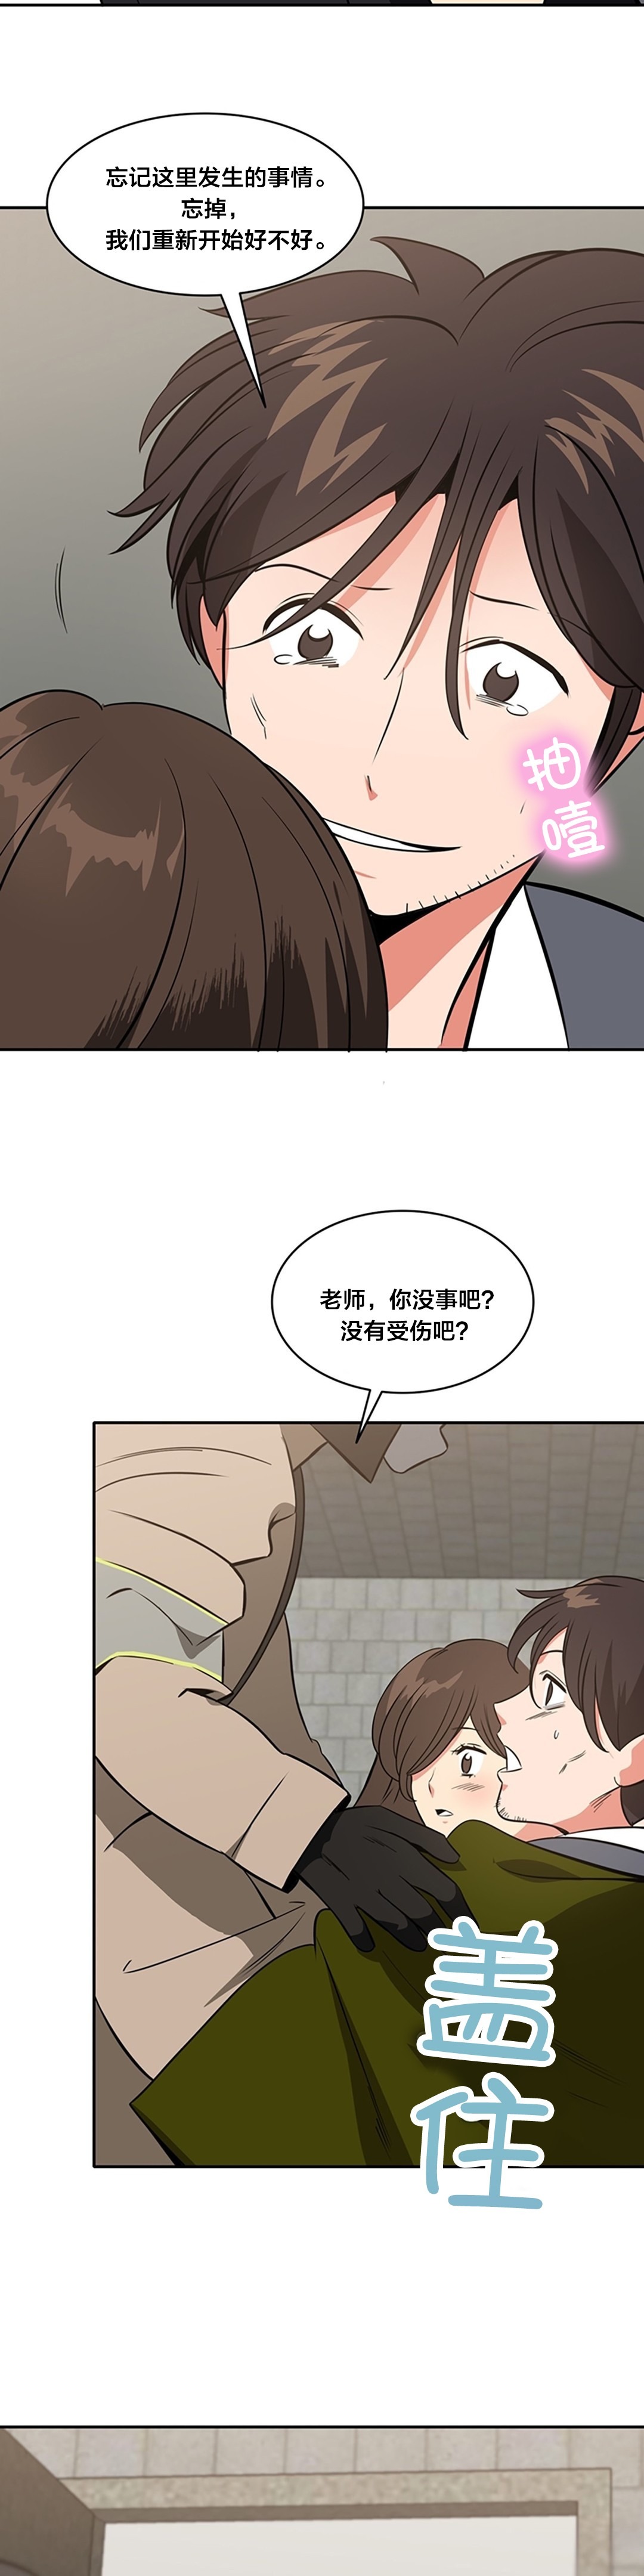 忘记这里发生的事情。
忘掉，
我们重新开始好不好。
抽
噎
老师，你没事吧？
没有受伤吧？
盖
住